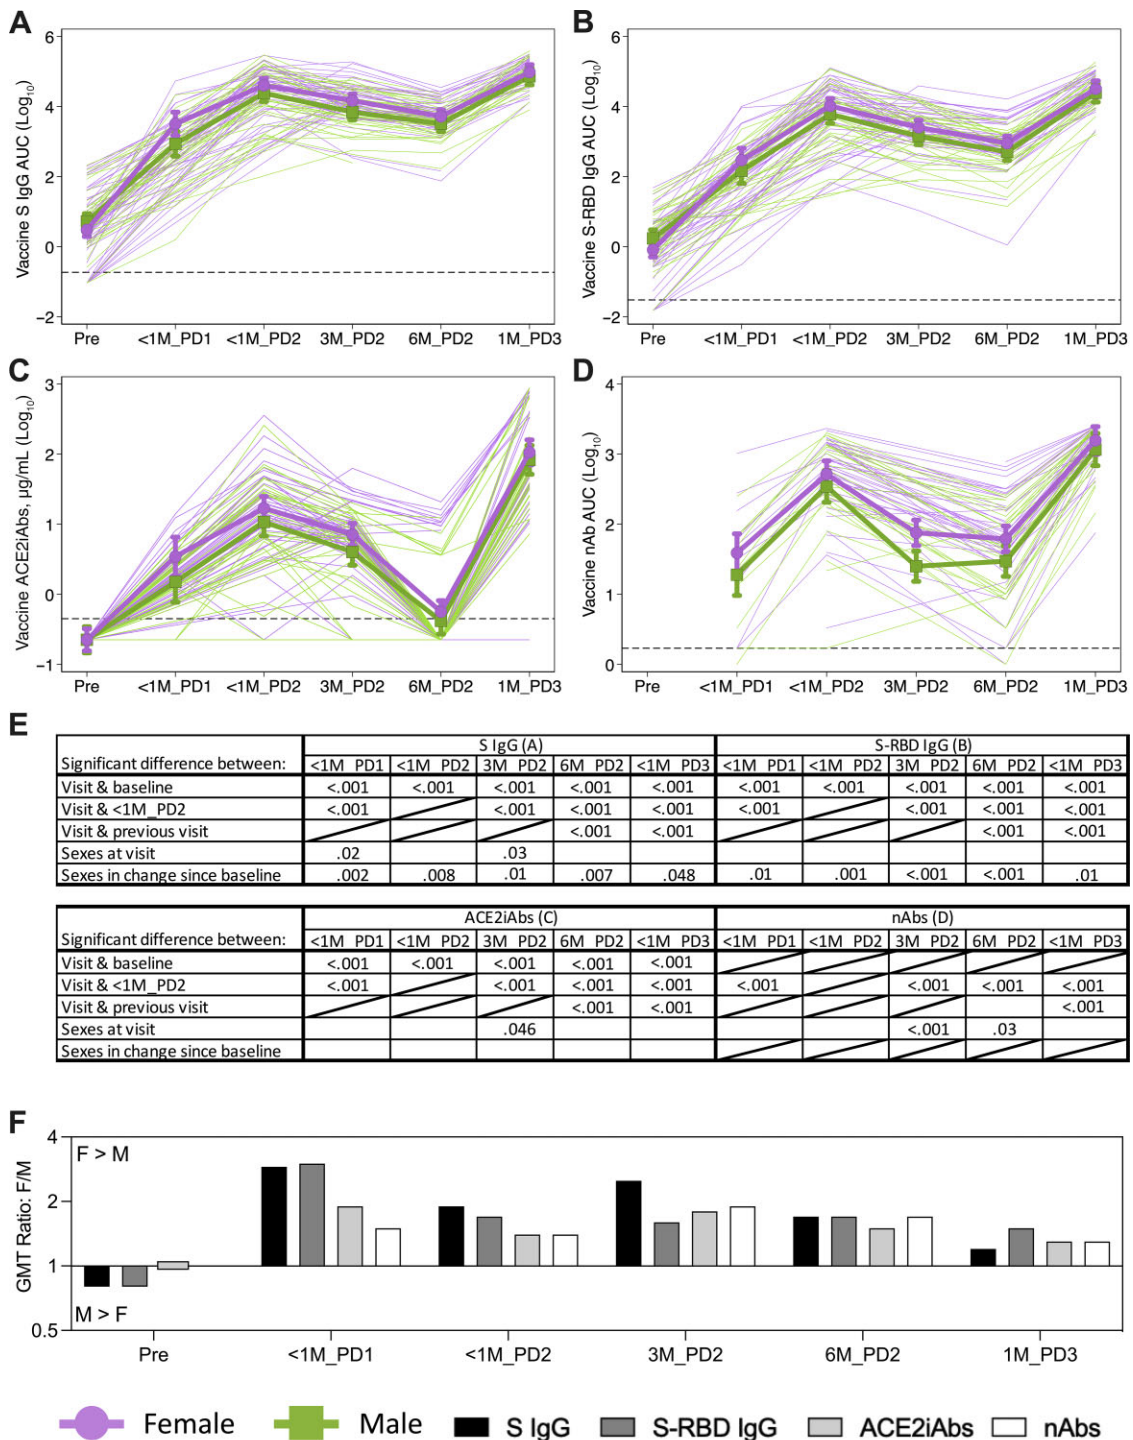 A
B
Vaccine S IgG AUC (Log10)
6
4
2
0
−2
Pre <1M_PD1 <1M_PD2 3M_PD2 6M_PD2 1M_PD3
Vaccine S-RBD IgG AUC (Log10)
6
4
2
0
−2
Pre <1M_PD1 <1M_PD2 3M_PD2 6M_PD2 1M_PD3
C
D
Vaccine ACE2iAbs, µg/mL (Log10)
3
2
1
0
−1
Pre <1M_PD1 <1M_PD2 3M_PD2 6M_PD2 1M_PD3
Vaccine nAb AUC (Log10)
4
3
2
1
0
Pre <1M_PD1 <1M_PD2 3M_PD2 6M_PD2 1M_PD3
E
S IgG (A) S-RBD IgG (B)
Significant difference between: <1M_PD1 <1M_PD2 3M_PD2 6M_PD2 <1M_PD3 <1M_PD1 <1M_PD2 3M_PD2 6M_PD2 <1M_PD3
Visit & baseline <.001 <.001 <.001 <.001 <.001 <.001 <.001 <.001 <.001 <.001
Visit & <1M_PD2 <.001 <.001 <.001 <.001 <.001 <.001 <.001 <.001
Visit & previous visit <.001 <.001 <.001 <.001
Sexes at visit .02 .03
Sexes in change since baseline .002 .008 .01 .007 .048 .01 .001 <.001 <.001 .01
ACE2iAbs (C) nAbs (D)
Significant difference between: <1M_PD1 <1M_PD2 3M_PD2 6M_PD2 <1M_PD3 <1M_PD1 <1M_PD2 3M_PD2 6M_PD2 <1M_PD3
Visit & baseline <.001 <.001 <.001 <.001 <.001
Visit & <1M_PD2 <.001 <.001 <.001 <.001 <.001 <.001 <.001 <.001
Visit & previous visit <.001 <.001 <.001
Sexes at visit .046 <.001 .03
Sexes in change since baseline
F
GMT Ratio: F/M
4
2
1
0.5
F > M
M > F
Pre <1M_PD1 <1M_PD2 3M_PD2 6M_PD2 1M_PD3
Female Male S IgG S-RBD IgG ACE2iAbs nAbs